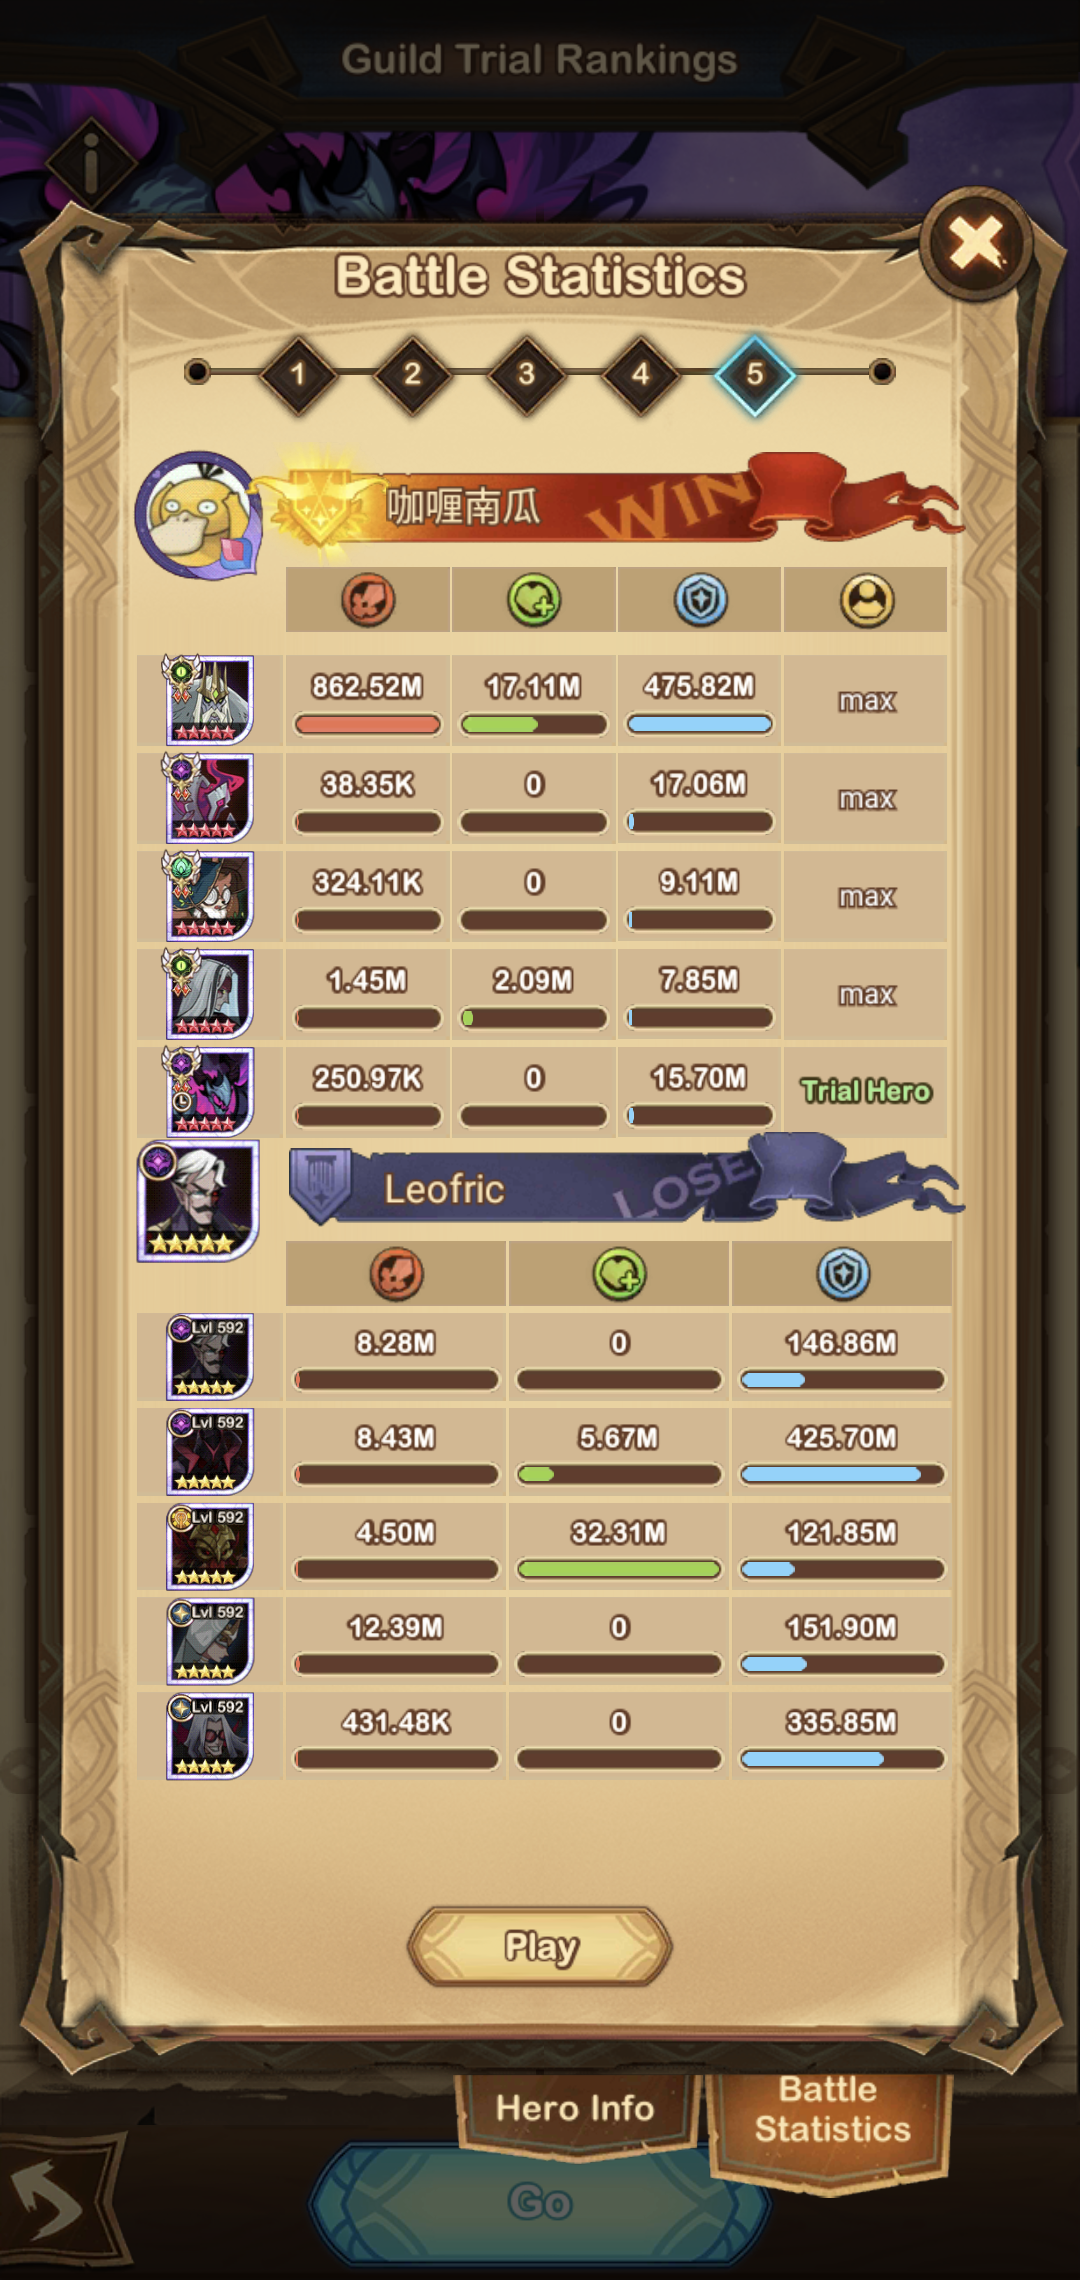 Guild Trial Rankings
Battle Statistics
1 2 3 4 5
咖喱南瓜 WIN
862.52M 17.11M 475.82M max
38.35K 0 17.06M max
324.11K 0 9.11M max
1.45M 2.09M 7.85M max
250.97K 0 15.70M Trial Hero
Leofric LOSE
Lvl 592 8.28M 0 146.86M
Lvl 592 8.43M 5.67M 425.70M
Lvl 592 4.50M 32.31M 121.85M
Lvl 592 12.39M 0 151.90M
Lvl 592 431.48K 0 335.85M
Play
Hero Info
Battle
Statistics
Go